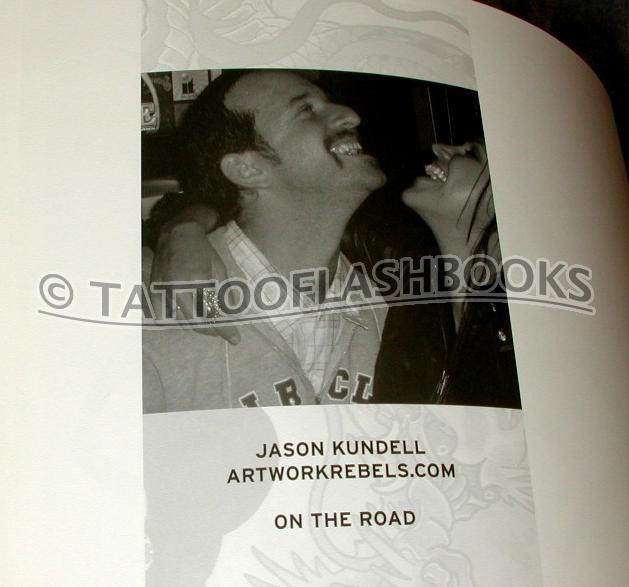 © TATTOOFLASHBOOKS
JASON KUNDELL
ARTWORKREBELS.COM
ON THE ROAD